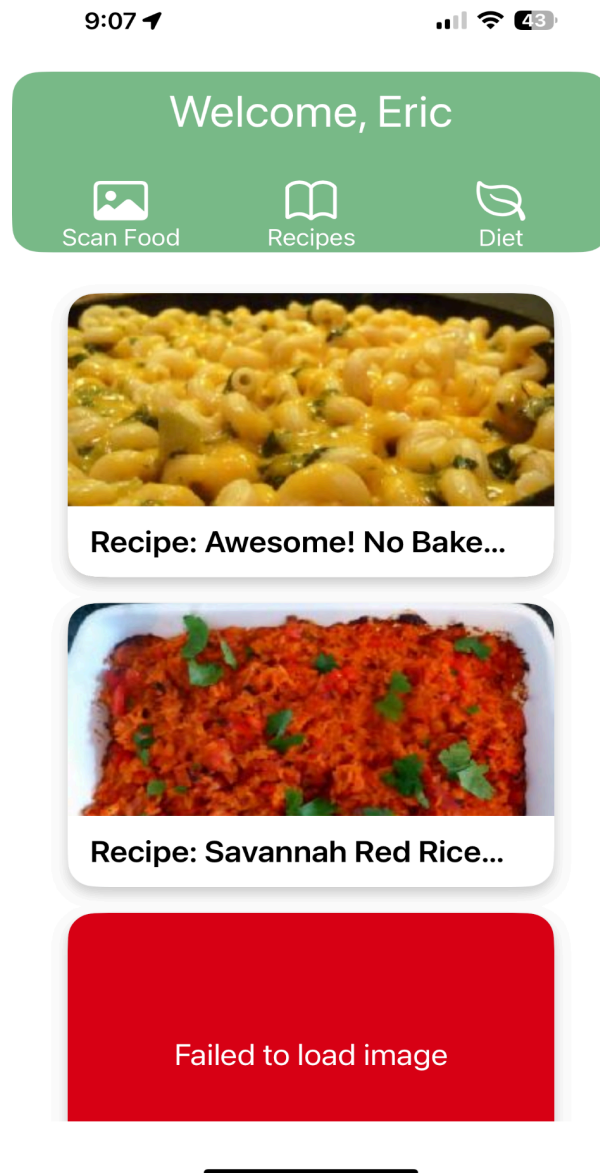 9:07
43
Welcome, Eric
Scan Food Recipes Diet
Recipe: Awesome! No Bake...
Recipe: Savannah Red Rice...
Failed to load image